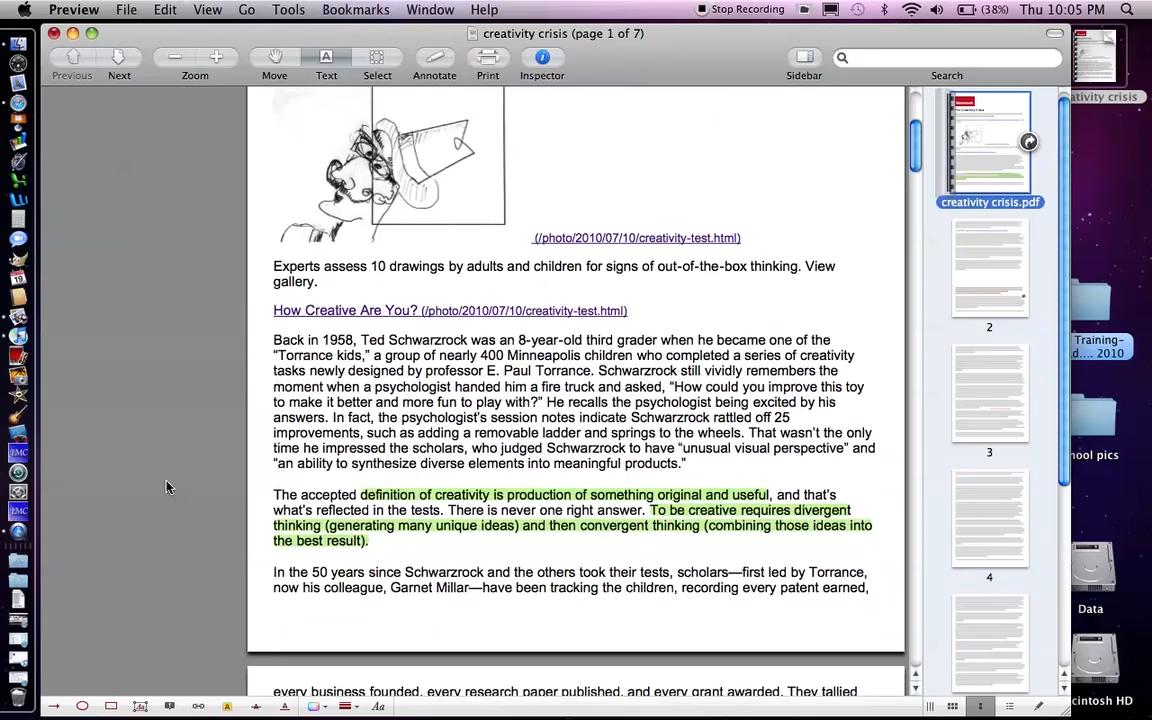 Preview File Edit View Go Tools Bookmarks Window Help Stop Recording (38%) Thu 10:05 PM
creativity crisis (page 1 of 7)
Previous Next Zoom Move Text Select Annotate Print Inspector Sidebar Search
(/photo/2010/07/10/creativity-test.html)
Experts assess 10 drawings by adults and children for signs of out-of-the-box thinking. View
gallery.
How Creative Are You? (/photo/2010/07/10/creativity-test.html)
Back in 1958, Ted Schwarzrock was an 8-year-old third grader when he became one of the
“Torrance kids,” a group of nearly 400 Minneapolis children who completed a series of creativity
tasks newly designed by professor E. Paul Torrance. Schwarzrock still vividly remembers the
moment when a psychologist handed him a fire truck and asked, “How could you improve this toy
to make it better and more fun to play with?” He recalls the psychologist being excited by his
answers. In fact, the psychologist’s session notes indicate Schwarzrock rattled off 25
improvements, such as adding a removable ladder and springs to the wheels. That wasn’t the only
time he impressed the scholars, who judged Schwarzrock to have “unusual visual perspective” and
“an ability to synthesize diverse elements into meaningful products.”
The accepted definition of creativity is production of something original and useful, and that’s
what’s reflected in the tests. There is never one right answer. To be creative requires divergent
thinking (generating many unique ideas) and then convergent thinking (combining those ideas into
the best result).
In the 50 years since Schwarzrock and the others took their tests, scholars—first led by Torrance,
now his colleague, Garnet Millar—have been tracking the children, recording every patent earned,
every business founded, every research paper published, and every grant awarded. They tallied
Aa
creativity crisis.pdf
2
3
4
ativity crisis
Training-
d.... 2010
nool pics
Data
cintosh HD